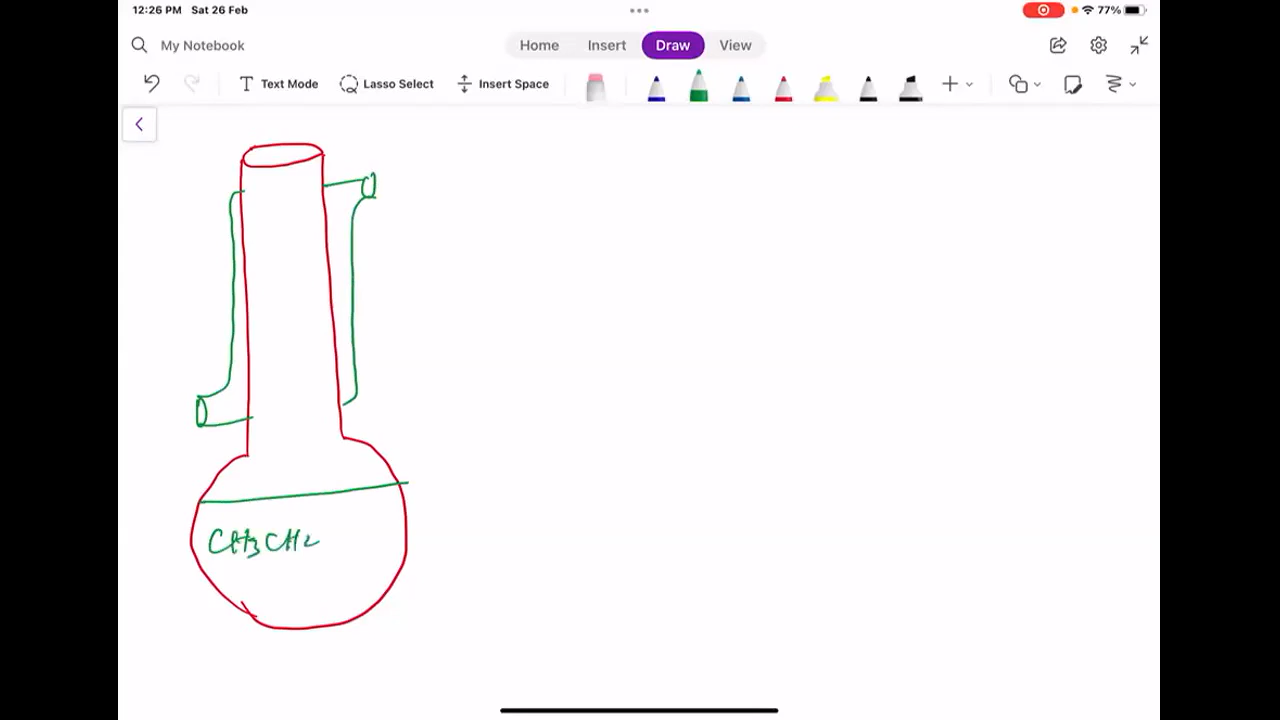 12:26 PM Sat 26 Feb
77%
My Notebook
Home Insert Draw View
Text Mode Lasso Select Insert Space
CH3CH2